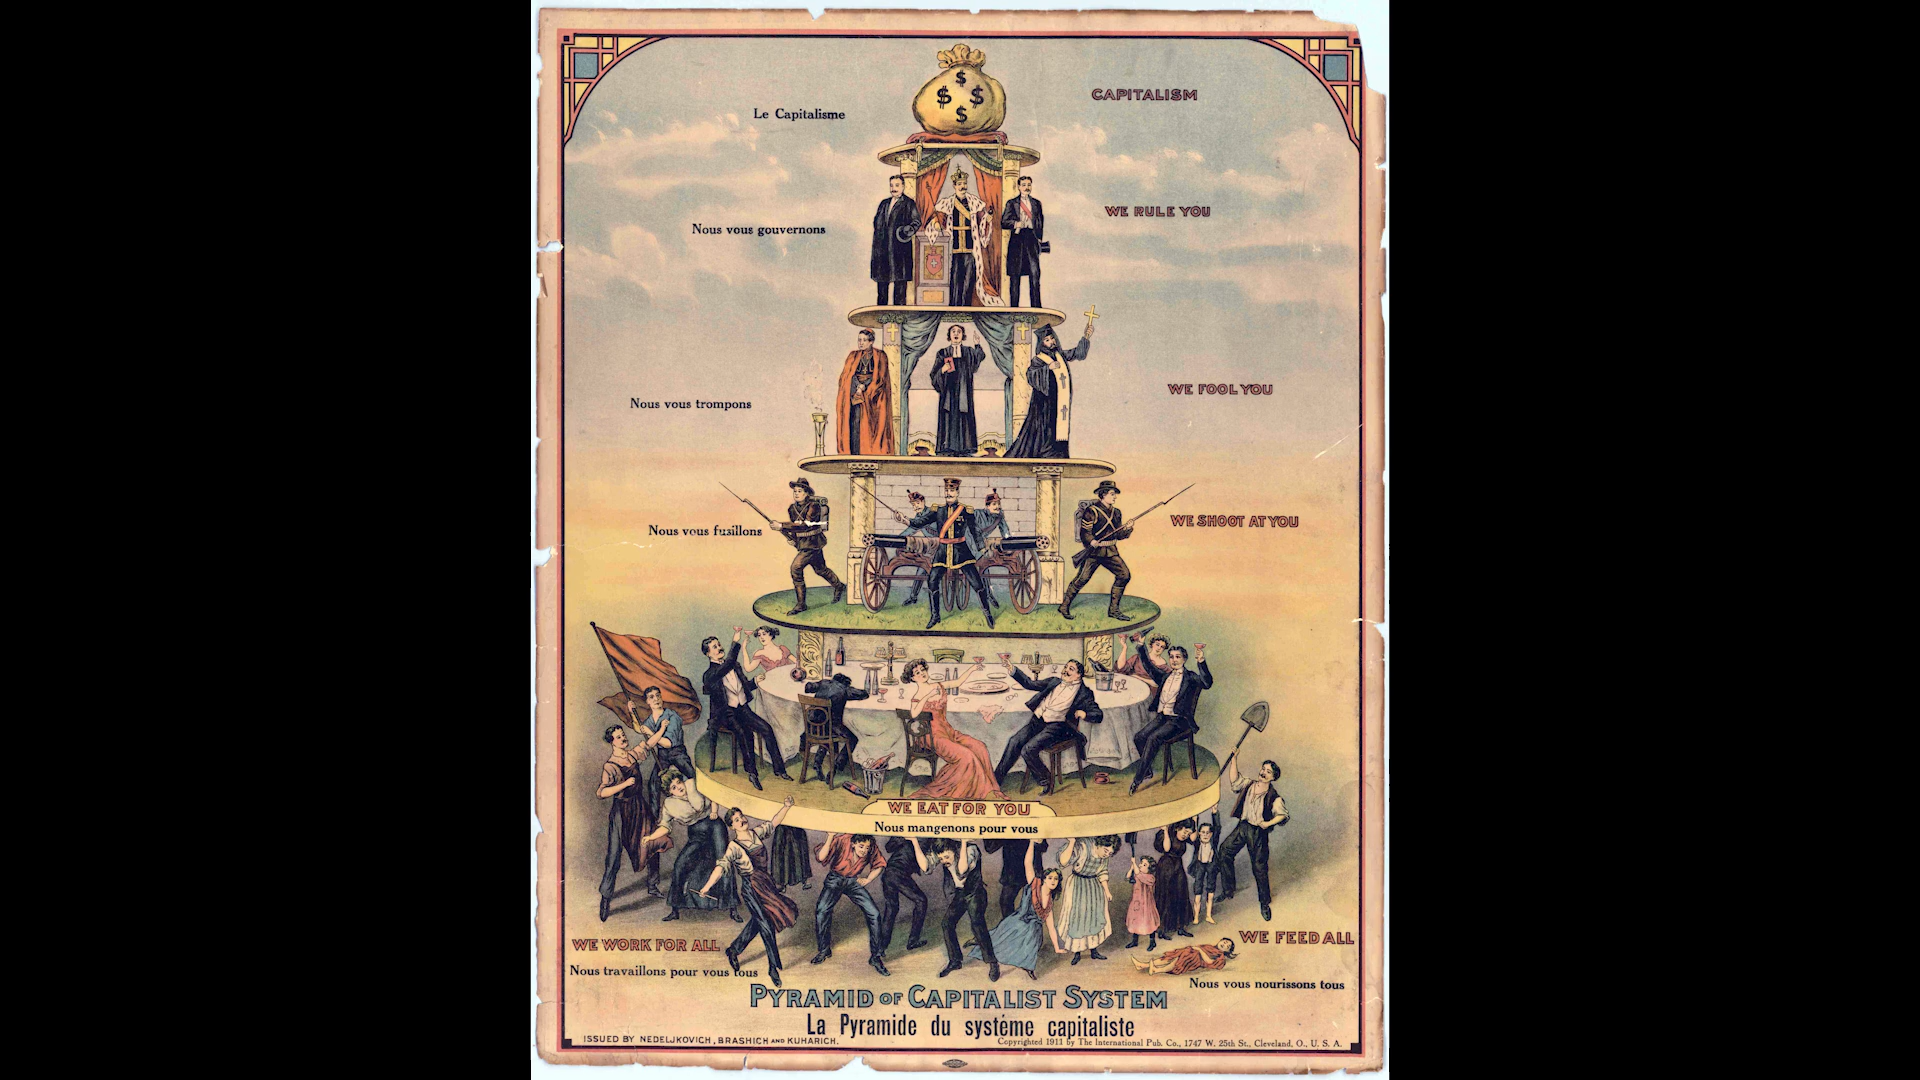 $
$ $
$
CAPITALISM
Le Capitalisme
WE RULE YOU
Nous vous gouvernons
WE FOOL YOU
Nous vous trompons
WE SHOOT AT YOU
Nous vous fusillons
WE EAT FOR YOU
Nous mangenons pour vous
WE WORK FOR ALL
WE FEED ALL
Nous travaillons pour vous tous
Nous vous nourissons tous
PYRAMID OF CAPITALIST SYSTEM
La Pyramide du système capitaliste
ISSUED BY NEDELJKOVICH, BRASHICH AND KUHARICH.
Copyrighted 1911 by The International Pub. Co., 1747 W. 25th St., Cleveland, O., U. S. A.